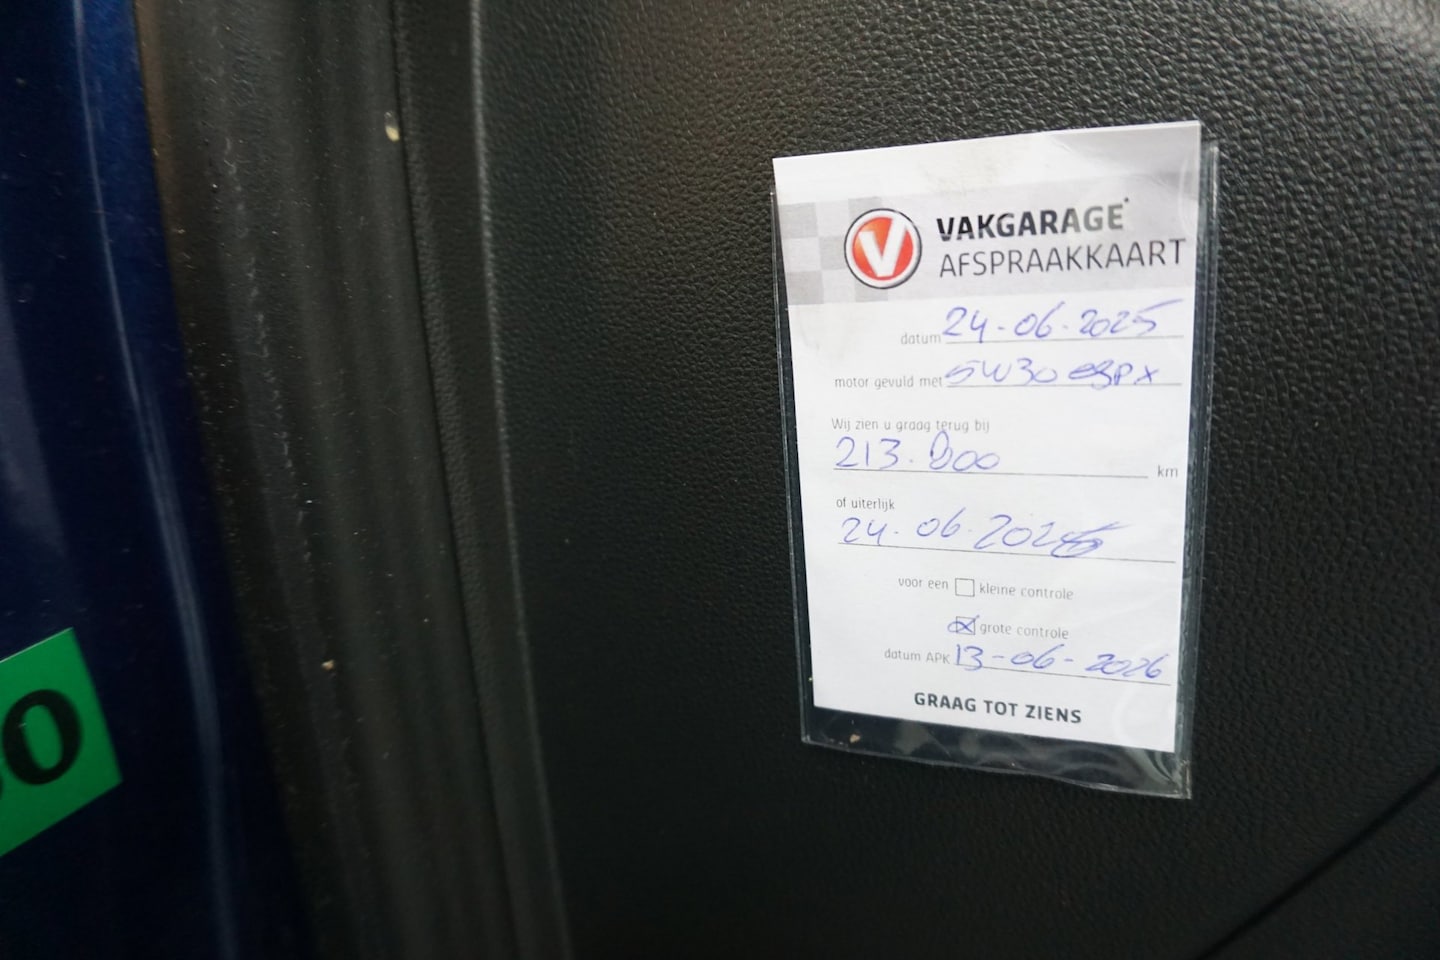 V
VAKGARAGE
AFSPRAAKKAART
datum 24-06-2025
motor gevuld met 5W30
Wij zien u graag terug bij
213.000 km
of uiterlijk
24-06-2026
voor een kleine controle
grote controle
datum APK 13-06-2026
GRAAG TOT ZIENS
0